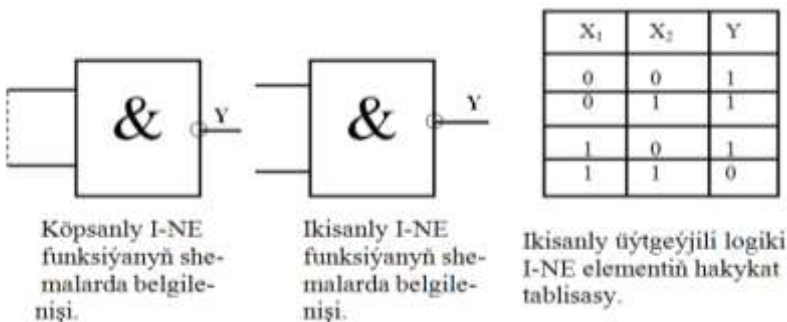 &
Y
Köpsanly I-NE
funksiýanyň she-
malarda belgile-
nişi.
&
Y
Ikisanly I-NE
funksiýanyň she-
malarda belgile-
nişi.
X₁ X₂ Y
0 0 1
0 1 1
1 0 1
1 1 0
Ikisanly üýtgeýjili logiki
I-NE elementiň hakykat
tablisasy.